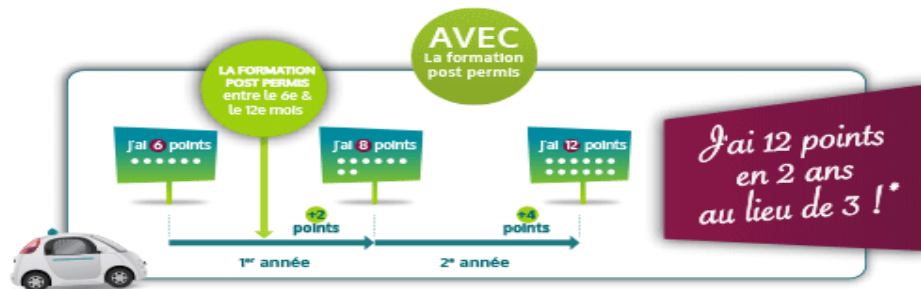 AVEC
La formation
post permis
LA FORMATION
POST PERMIS
entre le 6e &
le 12e mois
J'ai 6 points
J'ai 8 points
J'ai 12 points
+2
points
+4
points
1er année
2e année
J'ai 12 points
en 2 ans
au lieu de 3 !*